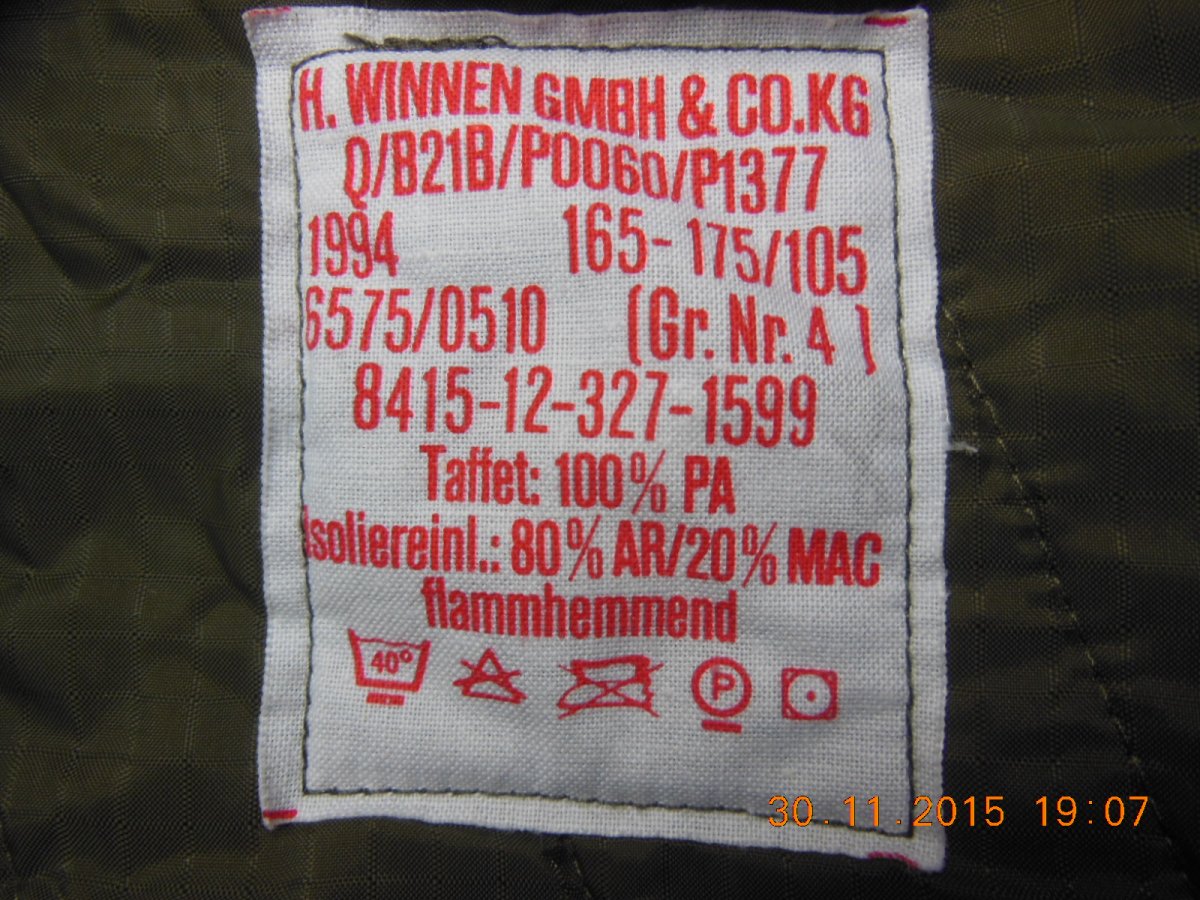 H. WINNEN GMBH & CO.KG
Q/B21B/P0060/P1377
1994 165-175/105
6575/0510 (Gr. Nr. 4 )
8415-12-327-1599
Taffet: 100% PA
Isoliereinl.: 80% AR/20% MAC
flammhemmend
40° P
30.11.2015 19:07